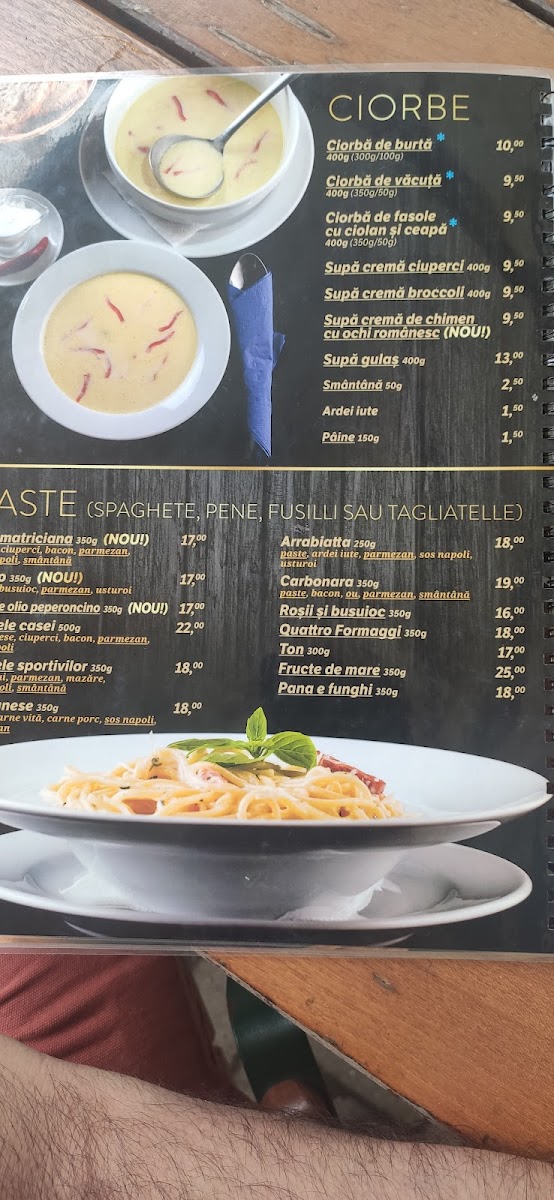 CIORBE
Ciorbă de burtă * 10,00
400g (300g/100g)
Ciorbă de văcuță * 9,50
400g (350g/50g)
Ciorbă de fasole 9,50
cu ciolan și ceapă *
400g (350g/50g)
Supă cremă ciuperci 400g 9,50
Supă cremă broccoli 400g 9,50
Supă cremă de chimen 9,50
cu ochi românesc (NOU!)
Supă gulaș 400g 13,00
Smântână 50g 2,50
Ardei iute 1,50
Pâine 150g 1,50
ASTE (SPAGHETE, PENE, FUSILLI SAU TAGLIATELLE)
matriciana 350g (NOU!) 17,00
ciuperci, bacon, parmezan,
poli, smântână
o 350g (NOU!) 17,00
busuioc, parmezan, usturoi
e olio peperoncino 350g (NOU!) 17,00
ele casei 500g 22,00
ese, ciuperci, bacon, parmezan,
oli
ele sportivilor 350g 18,00
ui, parmezan, mazăre,
oli, smântână
nese 350g 18,00
arne vită, carne porc, sos napoli,
an
Arrabiatta 250g 18,00
paste, ardei iute, parmezan, sos napoli,
usturoi
Carbonara 350g 19,00
paste, bacon, ou, parmezan, smântână
Roșii și busuioc 350g 16,00
Quattro Formaggi 350g 18,00
Ton 300g 17,00
Fructe de mare 350g 25,00
Pana e funghi 350g 18,00